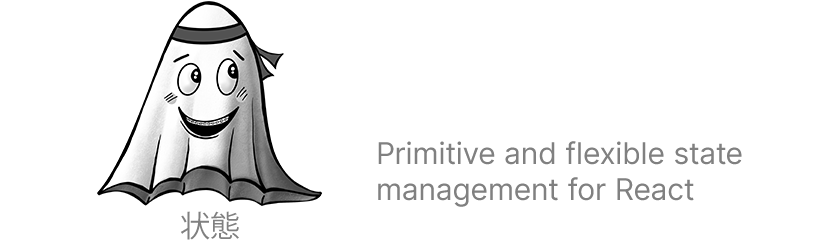 状態
Primitive and flexible state
management for React